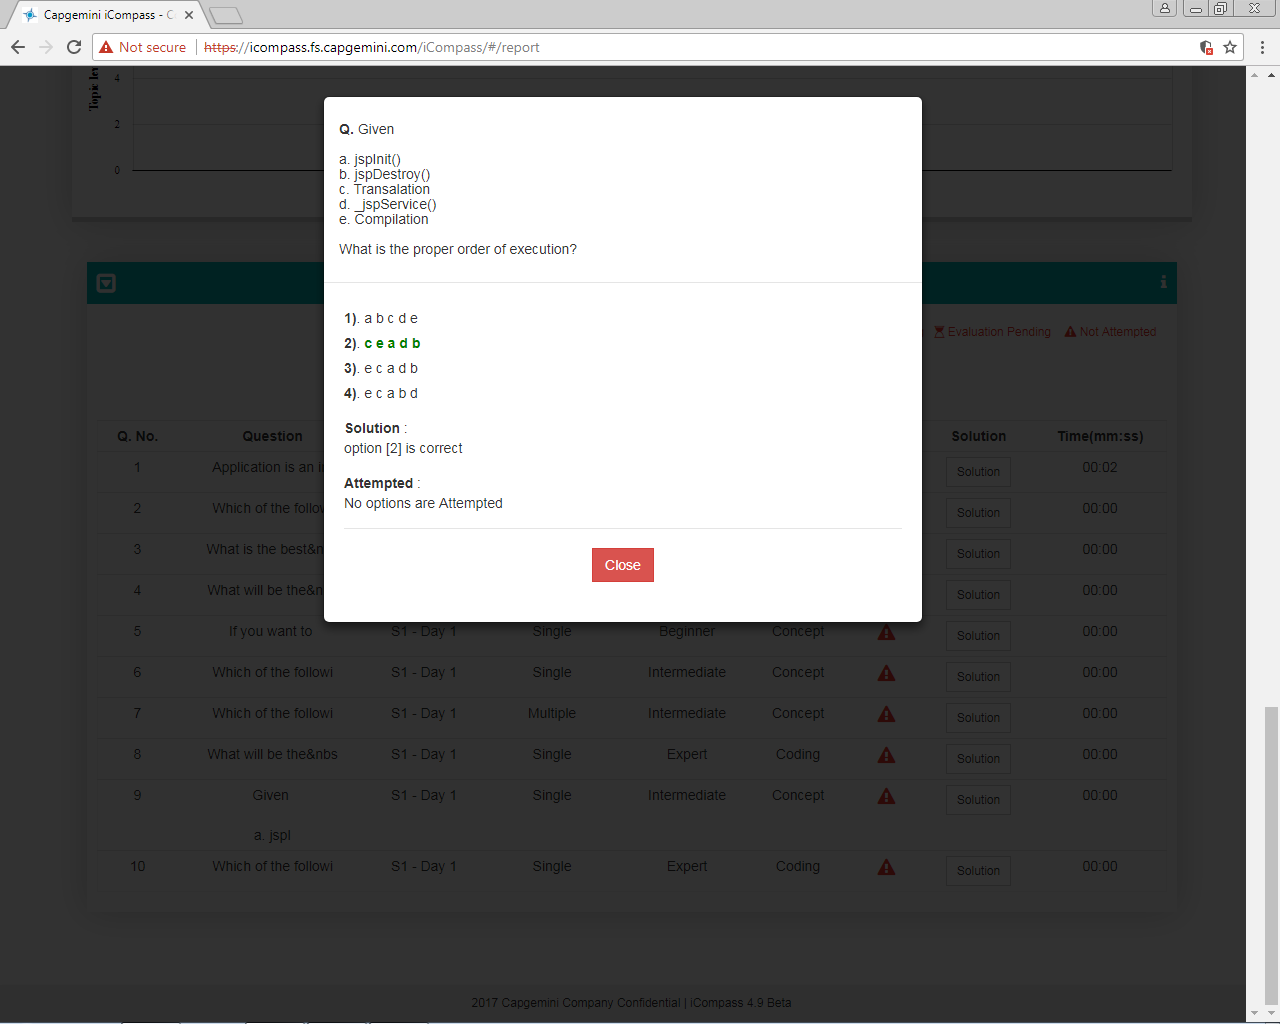 Capgemini iCompass - C
Not secure | https://icompass.fs.capgemini.com/iCompass/#/report
4
2
0
Q. Given
a. jspInit()
b. jspDestroy()
c. Transalation
d. _jspService()
e. Compilation
What is the proper order of execution?
1). a b c d e
2). c e a d b
3). e c a d b
4). e c a b d
Solution :
option [2] is correct
Attempted :
No options are Attempted
Close
Evaluation Pending Not Attempted
Q. No. Question Solution Time(mm:ss)
1 Application is an i Solution 00:02
2 Which of the follo Solution 00:00
3 What is the best&n Solution 00:00
4 What will be the&n Solution 00:00
5 If you want to S1 - Day 1 Single Beginner Concept Solution 00:00
6 Which of the followi S1 - Day 1 Single Intermediate Concept Solution 00:00
7 Which of the followi S1 - Day 1 Multiple Intermediate Concept Solution 00:00
8 What will be the&nbs S1 - Day 1 Single Expert Coding Solution 00:00
9 Given S1 - Day 1 Single Intermediate Concept Solution 00:00
a. jspI
10 Which of the followi S1 - Day 1 Single Expert Coding Solution 00:00
2017 Capgemini Company Confidential | iCompass 4.9 Beta